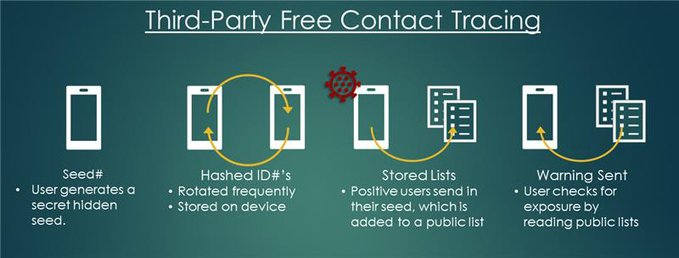 Third-Party Free Contact Tracing
Seed#
• User generates a
secret hidden
seed.
Hashed ID#'s
• Rotated frequently
• Stored on device
Stored Lists
• Positive users send in
their seed, which is
added to a public list
Warning Sent
• User checks for
exposure by
reading public lists